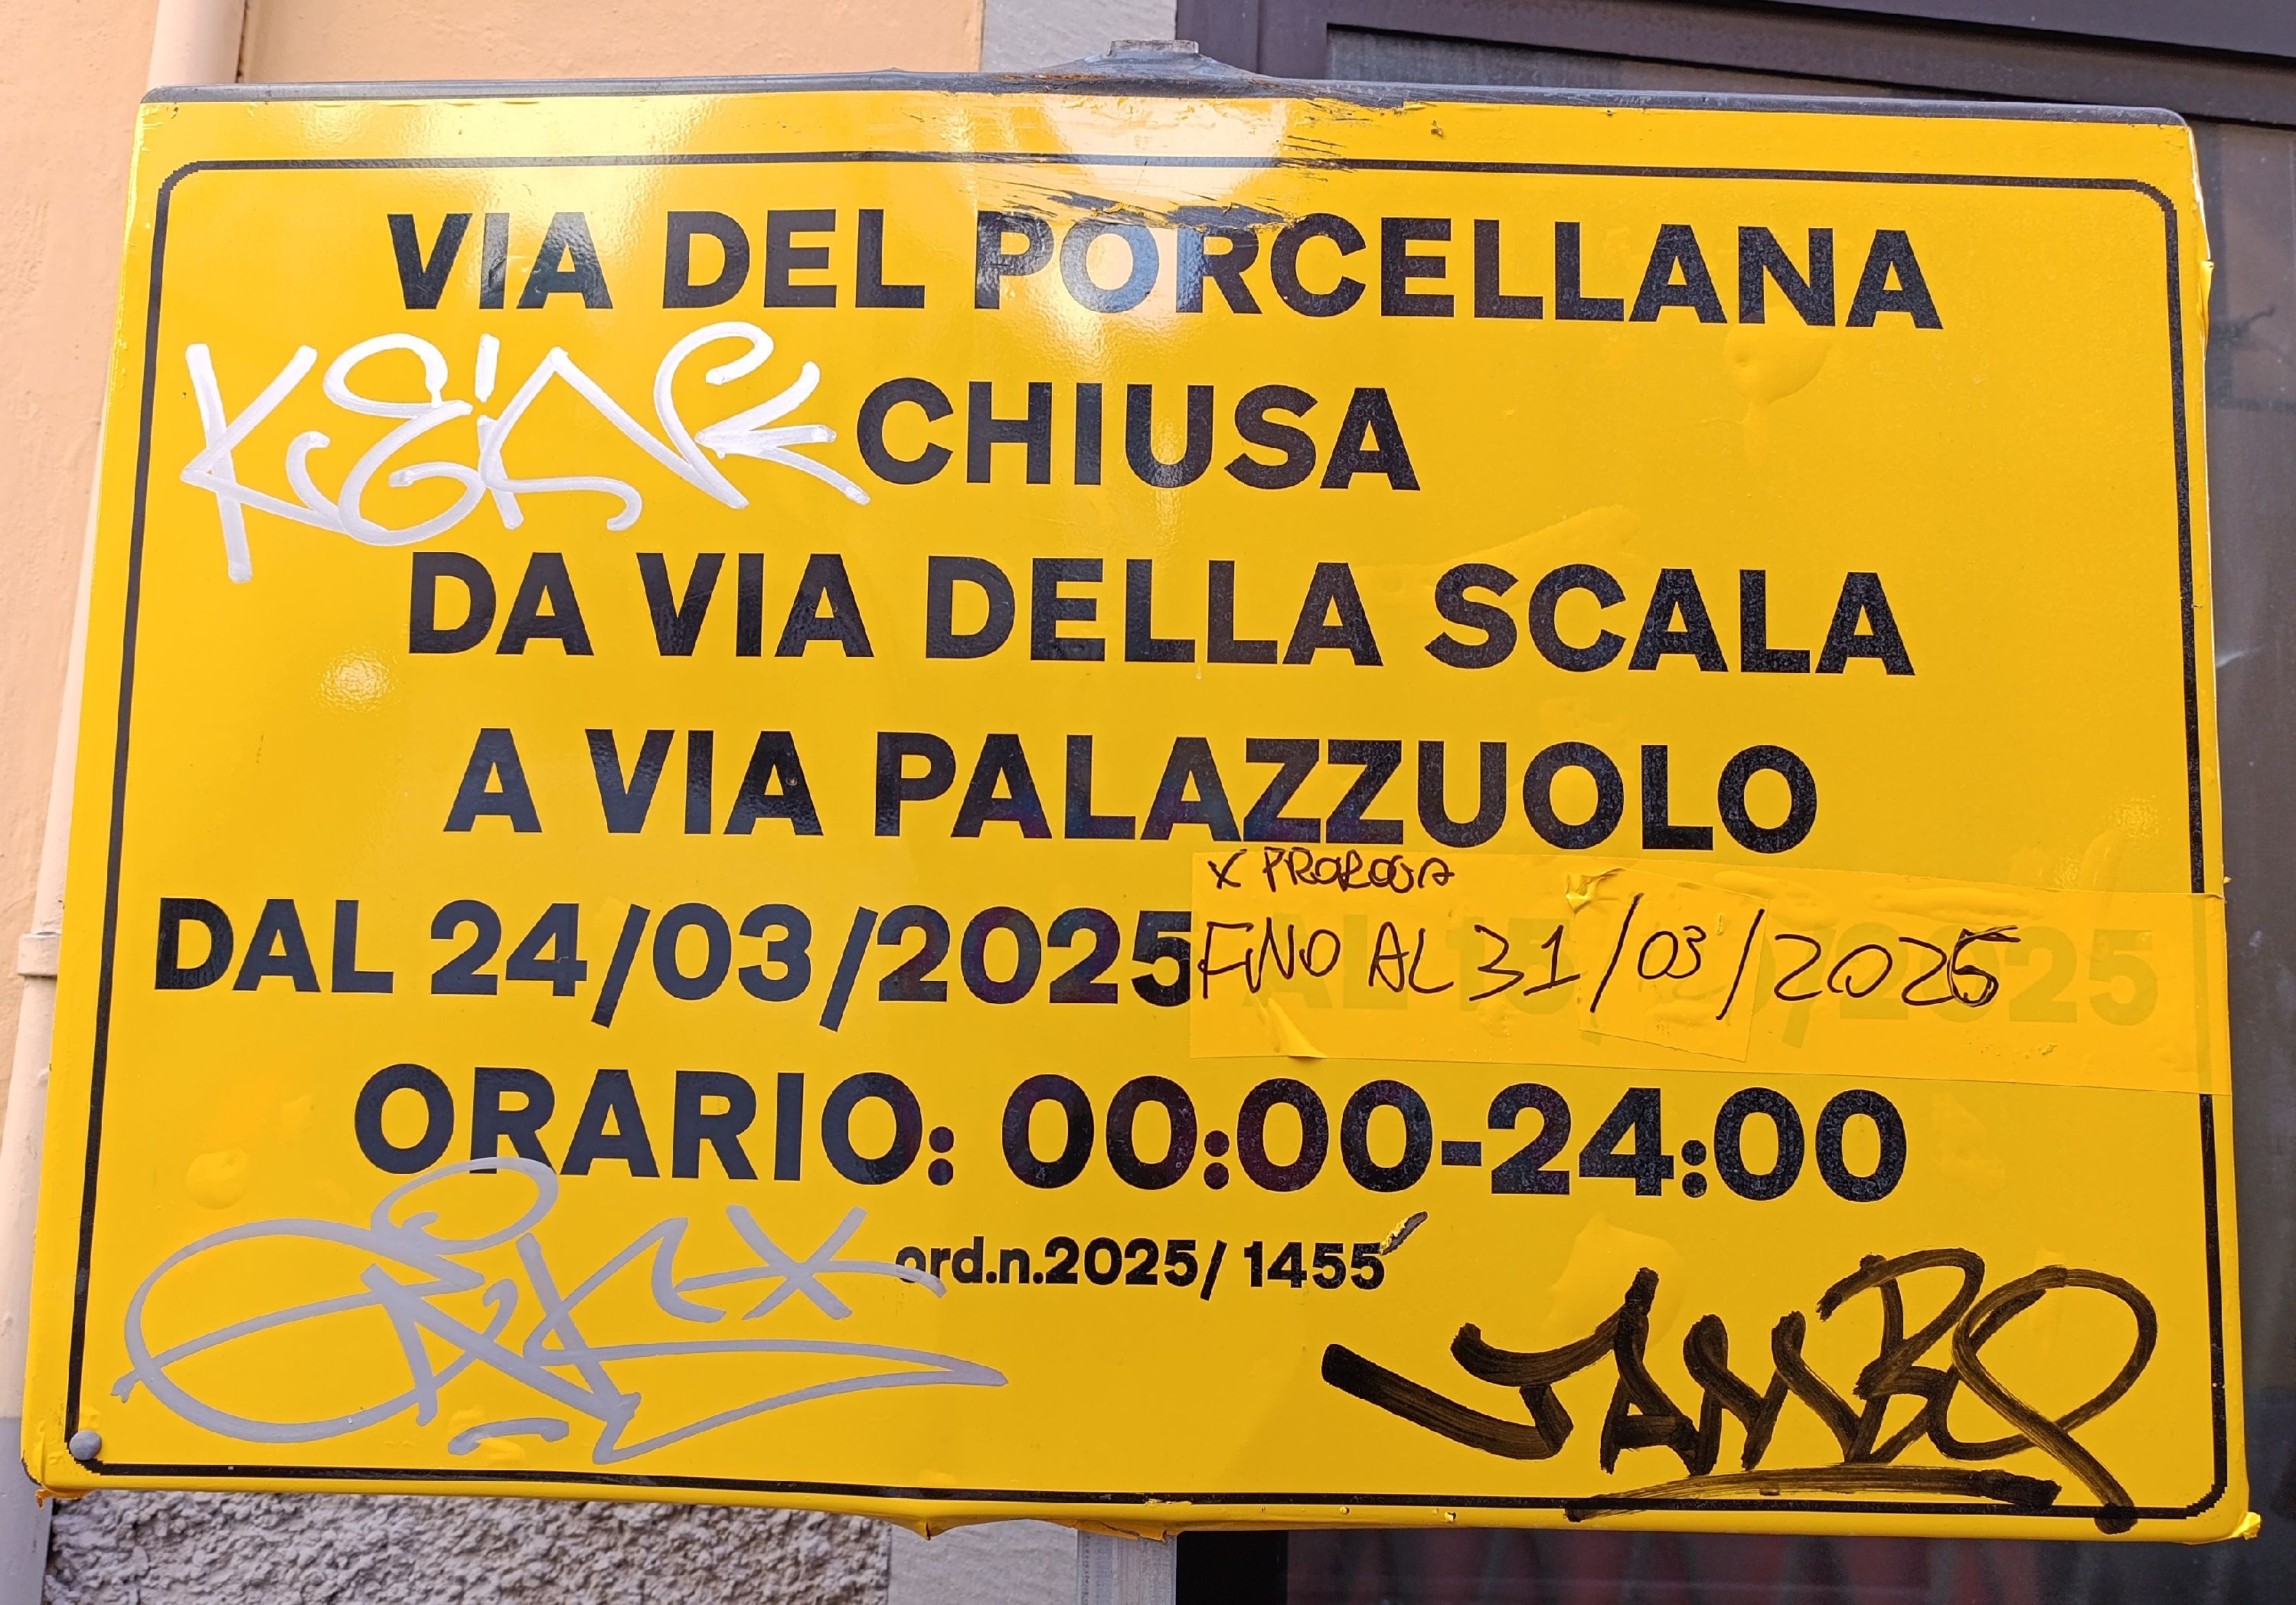 VIA DEL PORCELLANA
CHIUSA
DA VIA DELLA SCALA
A VIA PALAZZUOLO
X PROROGA
DAL 24/03/2025 FINO AL 31/03/2025
ORARIO: 00:00-24:00
ord.n.2025/ 1455
JAMBO